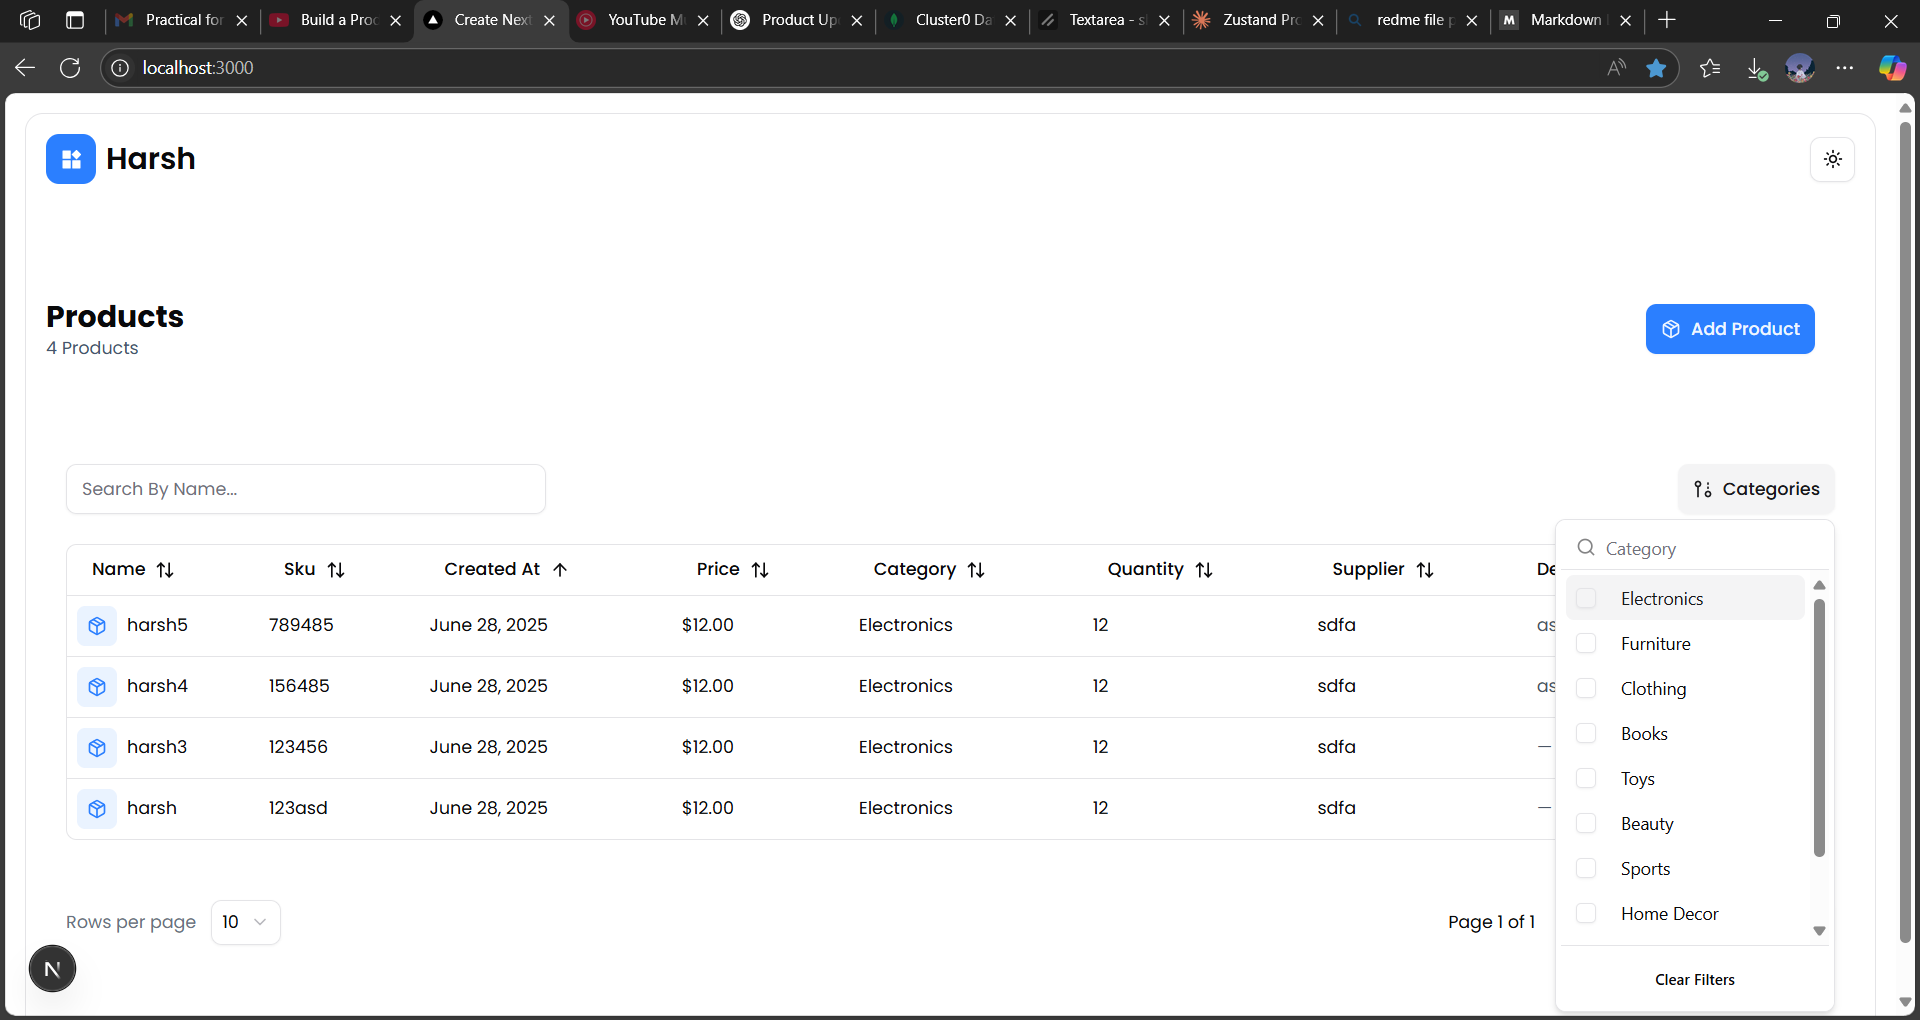 Practical for
Build a Proc
Create Next
YouTube M
Product Up
Cluster0 Da
Textarea - s
Zustand Pro
redme file p
Markdown
localhost:3000
Harsh
Products
4 Products
Add Product
Search By Name...
Categories
Category
Name Sku Created At Price Category Quantity Supplier De
harsh5 789485 June 28, 2025 $12.00 Electronics 12 sdfa as
harsh4 156485 June 28, 2025 $12.00 Electronics 12 sdfa as
harsh3 123456 June 28, 2025 $12.00 Electronics 12 sdfa —
harsh 123asd June 28, 2025 $12.00 Electronics 12 sdfa —
Electronics
Furniture
Clothing
Books
Toys
Beauty
Sports
Home Decor
Clear Filters
Rows per page 10
Page 1 of 1
N